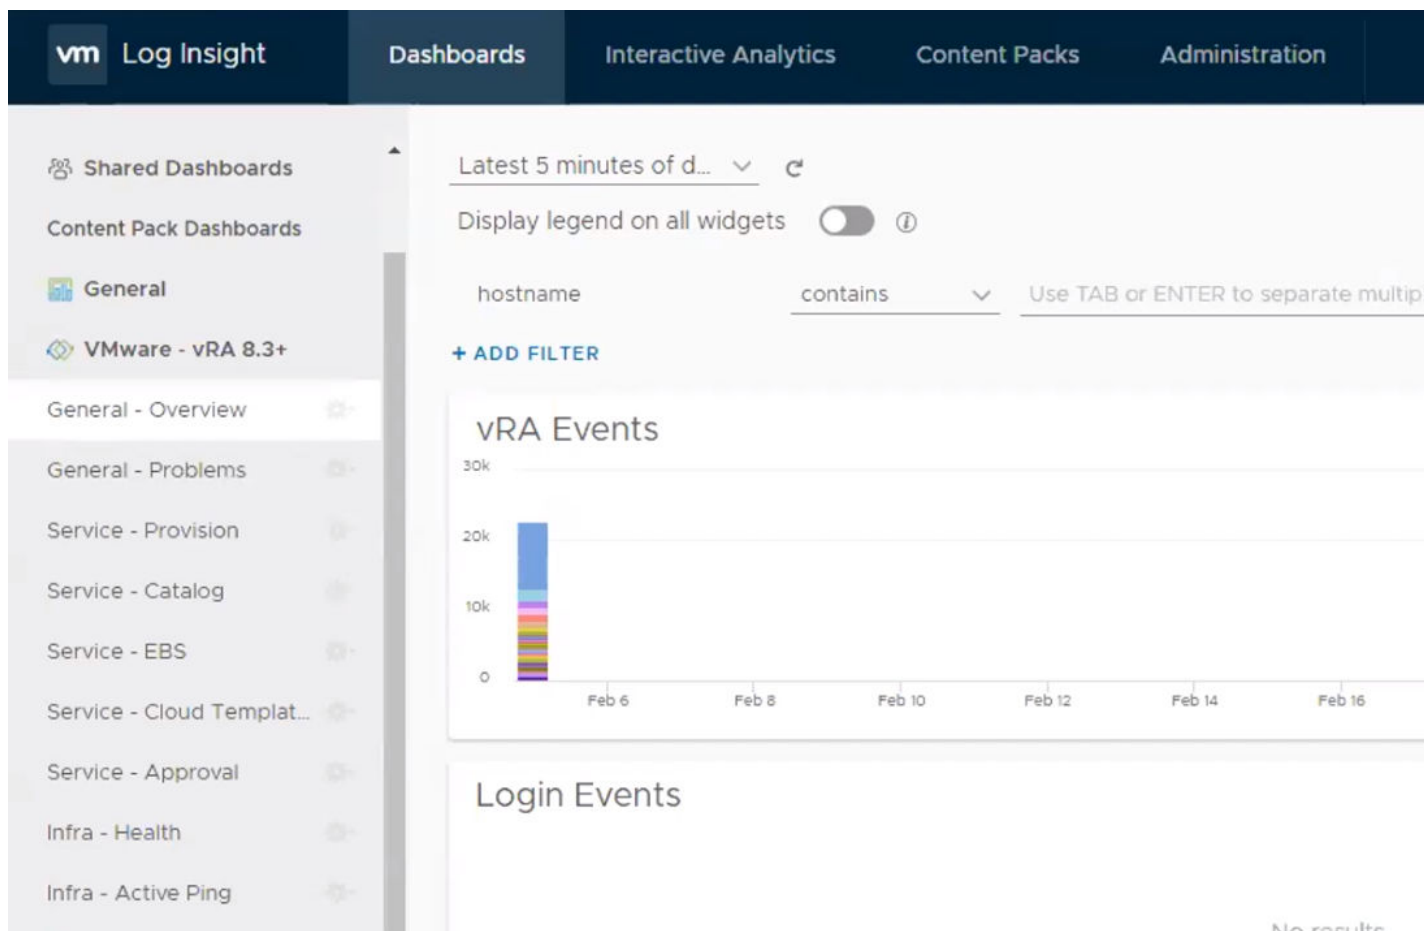 vm Log Insight Dashboards Interactive Analytics Content Packs Administration
Shared Dashboards
Content Pack Dashboards
General
VMware - vRA 8.3+
General - Overview
General - Problems
Service - Provision
Service - Catalog
Service - EBS
Service - Cloud Templat...
Service - Approval
Infra - Health
Infra - Active Ping
Latest 5 minutes of d...
Display legend on all widgets
hostname contains Use TAB or ENTER to separate multip
+ ADD FILTER
vRA Events
30k
20k
10k
0
Feb 6 Feb 8 Feb 10 Feb 12 Feb 14 Feb 16
Login Events
No results